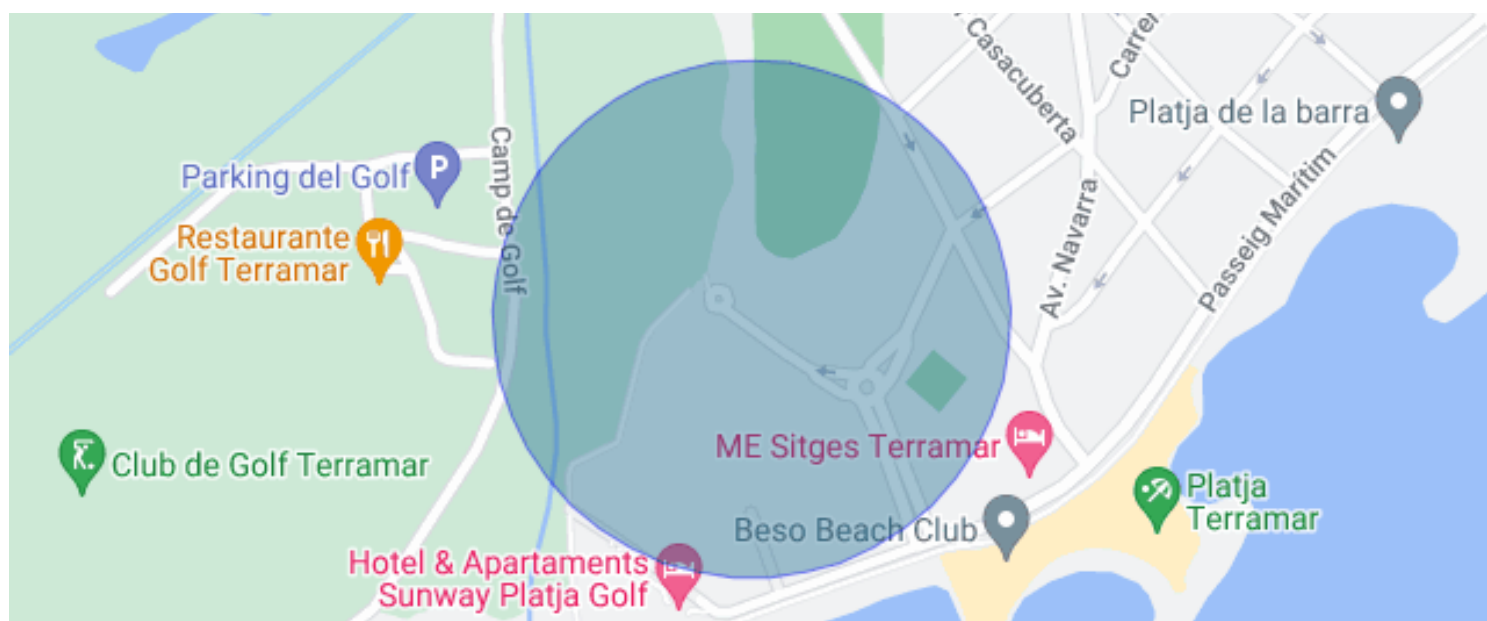 Casacuberta
Carre
Platja de la barra
Parking del Golf
P
Camp de Golf
Restaurante
Golf Terramar
Av. Navarra
Passeig Marítim
ME Sitges Terramar
Club de Golf Terramar
Platja
Terramar
Beso Beach Club
Hotel & Apartaments
Sunway Platja Golf